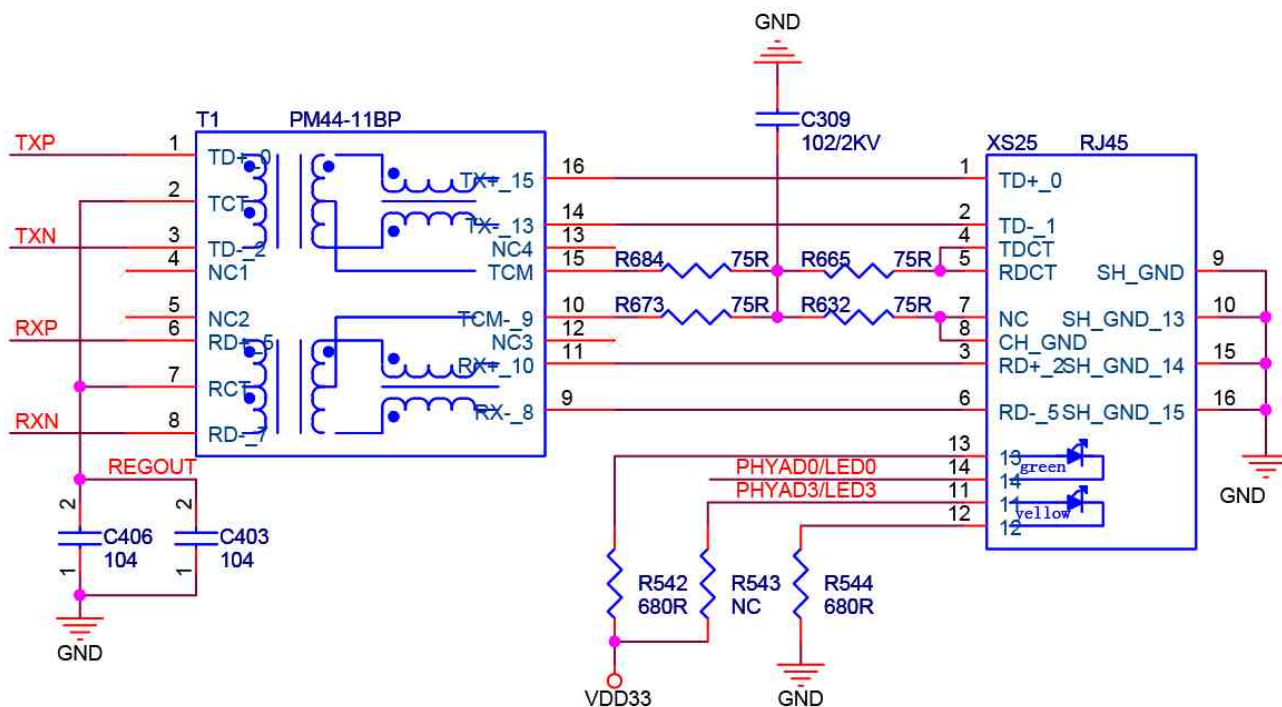 GND
T1 PM44-11BP
C309
102/2KV
XS25 RJ45
TXP 1 TD+_0
2 TCT
TXN 3 TD-_2
4 NC1
5 NC2
RXP 6 RD+_5
7 RCT
RXN 8 RD-_7
TX+_15 16
TX-_13 14
NC4 13
TCM 15
TCM-_9 10
NC3 12
RX+_10 11
RX-_8 9
R684 75R R665 75R
R673 75R R632 75R
1 TD+_0
2 TD-_1
4 TDCT
5 RDCT
7 NC
8 CH_GND
3 RD+_2
6 RD-_5
SH_GND 9
SH_GND_13 10
SH_GND_14 15
SH_GND_15 16
GND
13 13 green
PHYAD0/LED0 14 14
PHYAD3/LED3 11 11 yellow
12 12
REGOUT
2 2
C406
104
C403
104
1 1
GND
R542
680R
R543
NC
R544
680R
VDD33
GND